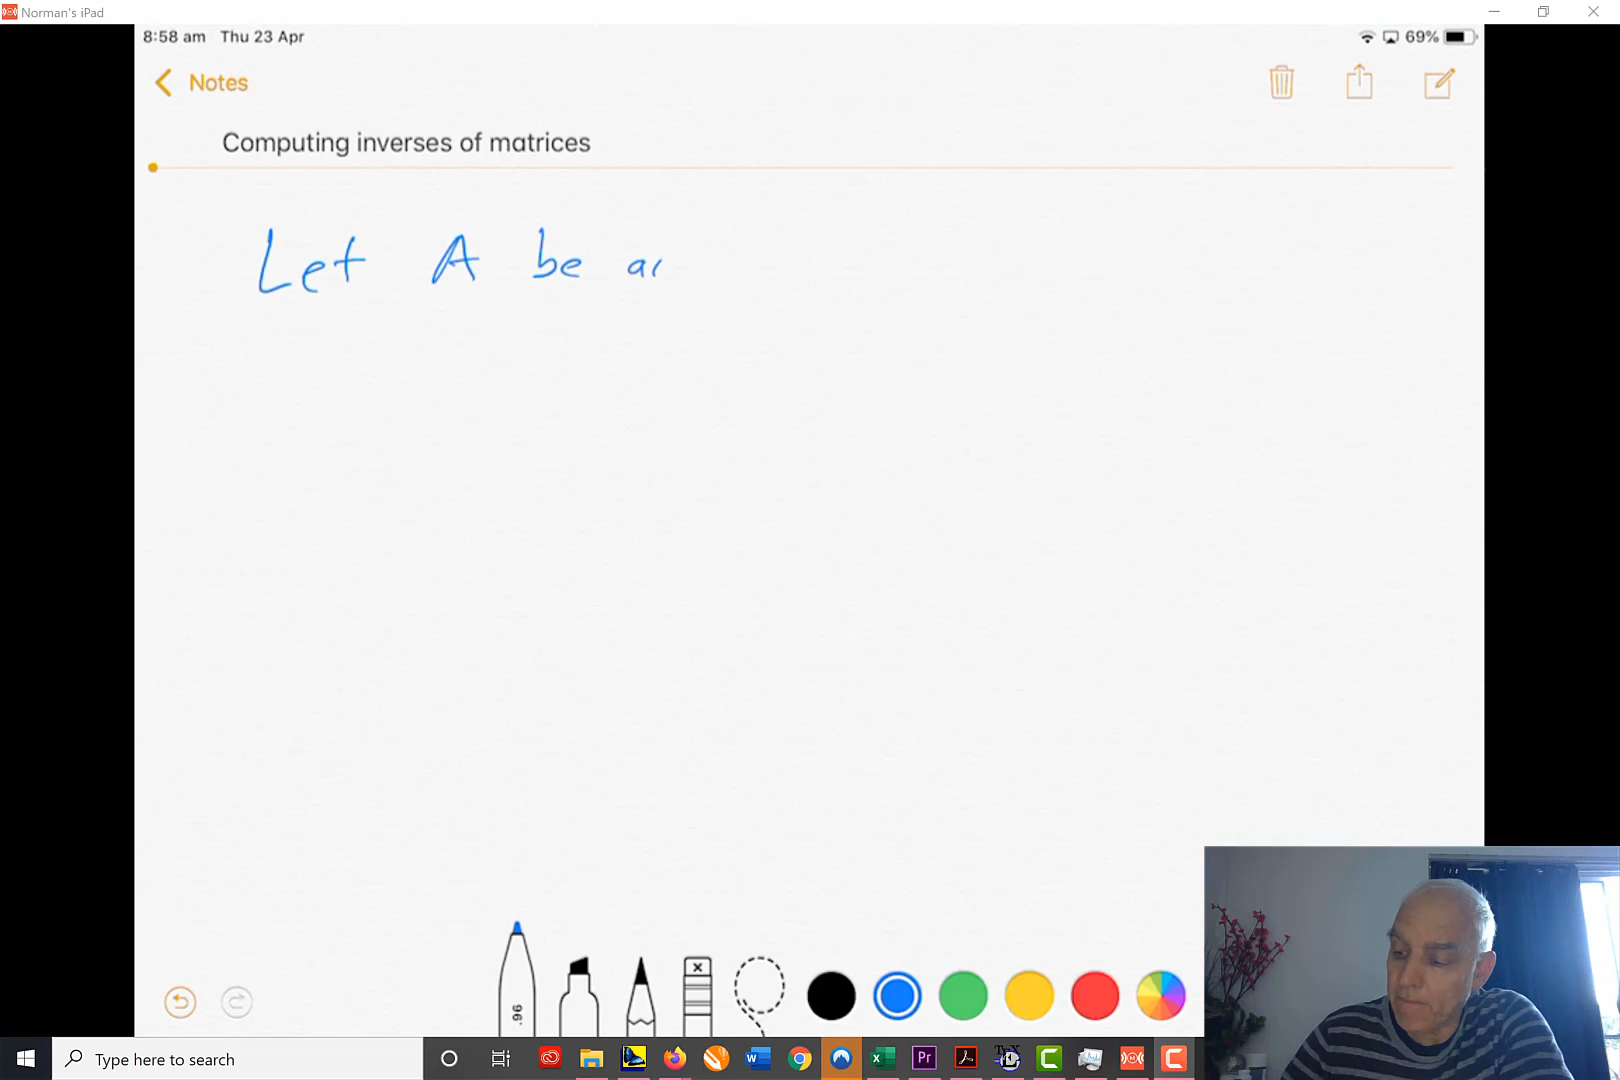 Norman's iPad
8:58 am Thu 23 Apr 69%
Notes
Computing inverses of matrices
Let A be
96.
Type here to search